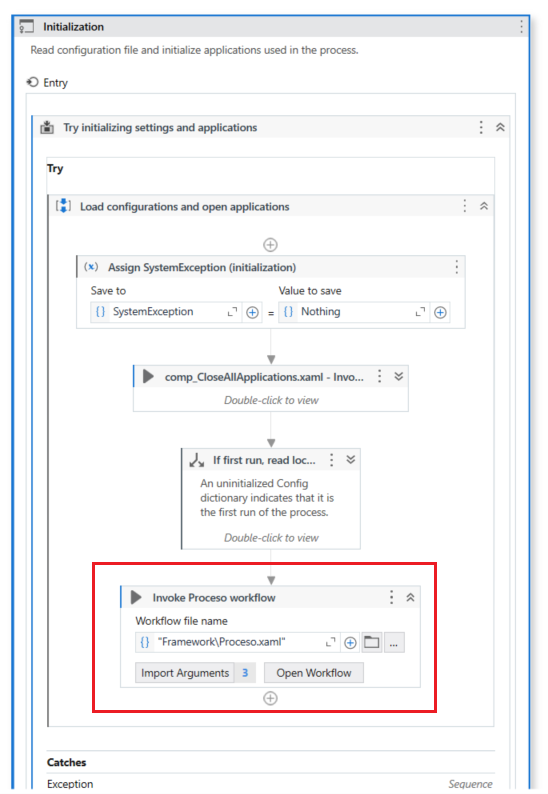 Initialization
Read configuration file and initialize applications used in the process.
Entry
Try initializing settings and applications
Try
Load configurations and open applications
(x) Assign SystemException (initialization)
Save to Value to save
{} SystemException = {} Nothing
comp_CloseAllApplications.xaml - Invo...
Double-click to view
If first run, read loc...
An uninitialized Config
dictionary indicates that it is
the first run of the process.
Double-click to view
Invoke Proceso workflow
Workflow file name
{} "Framework\Proceso.xaml" ...
Import Arguments 3 Open Workflow
Catches
Exception Sequence